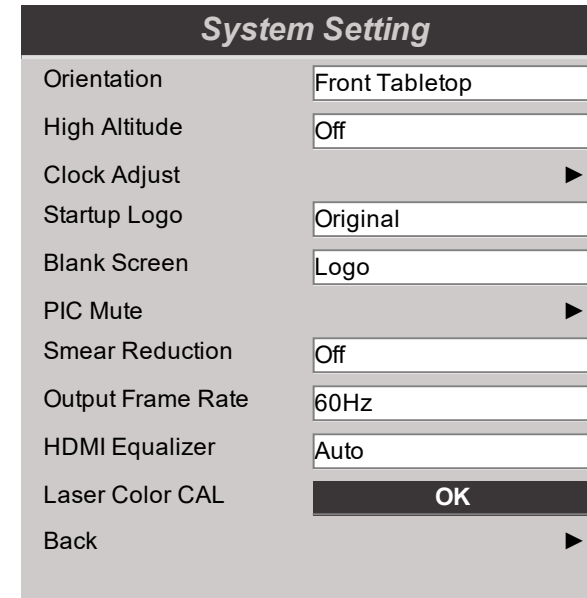 System Setting
Orientation Front Tabletop
High Altitude Off
Clock Adjust ►
Startup Logo Original
Blank Screen Logo
PIC Mute ►
Smear Reduction Off
Output Frame Rate 60Hz
HDMI Equalizer Auto
Laser Color CAL OK
Back ►